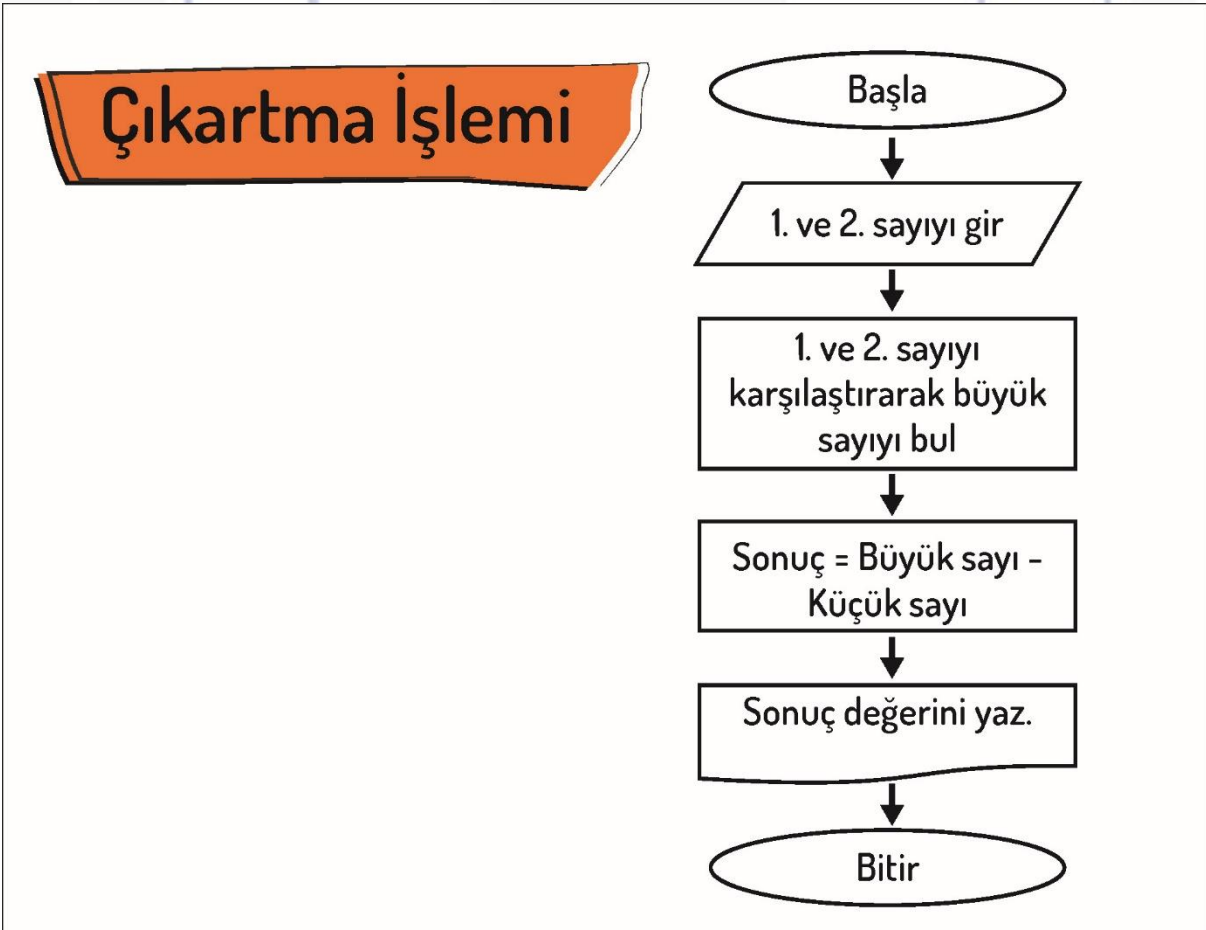 Çıkartma İşlemi
Başla
1. ve 2. sayıyı gir
1. ve 2. sayıyı
karşılaştırarak büyük
sayıyı bul
Sonuç = Büyük sayı -
Küçük sayı
Sonuç değerini yaz.
Bitir